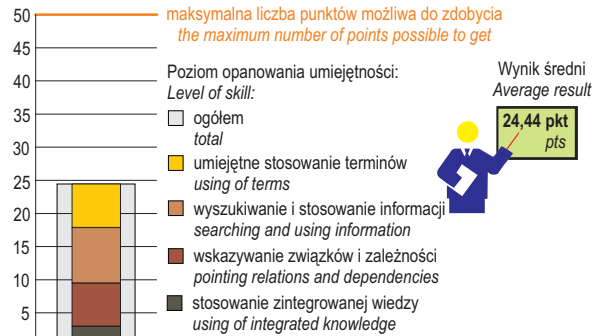 50
maksymalna liczba punktów możliwa do zdobycia
the maximum number of points possible to get
45
40
35
30
25
20
15
10
5
Poziom opanowania umiejętności:
Level of skill:
ogółem
total
umiejętne stosowanie terminów
using of terms
wyszukiwanie i stosowanie informacji
searching and using information
wskazywanie związków i zależności
pointing relations and dependencies
stosowanie zintegrowanej wiedzy
using of integrated knowledge
Wynik średni
Average result
24,44 pkt
pts